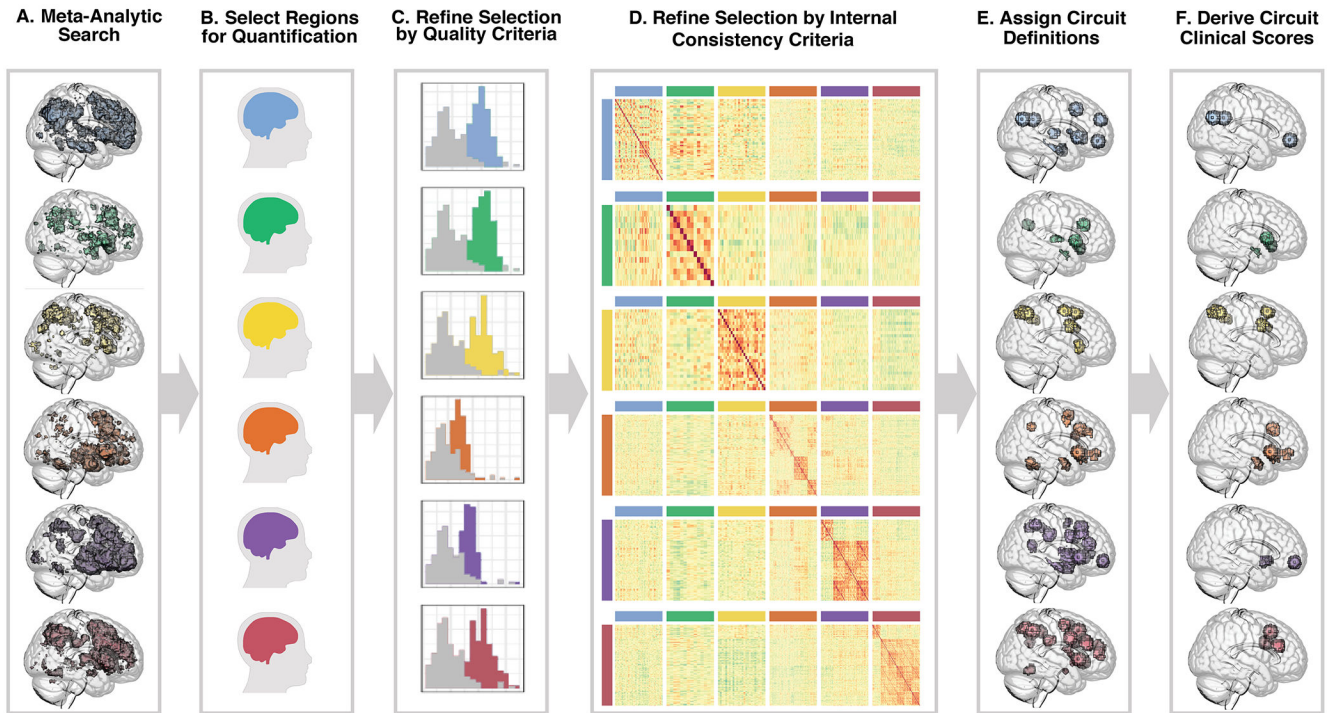 A. Meta-Analytic
Search
B. Select Regions
for Quantification
C. Refine Selection
by Quality Criteria
D. Refine Selection by Internal
Consistency Criteria
E. Assign Circuit
Definitions
F. Derive Circuit
Clinical Scores